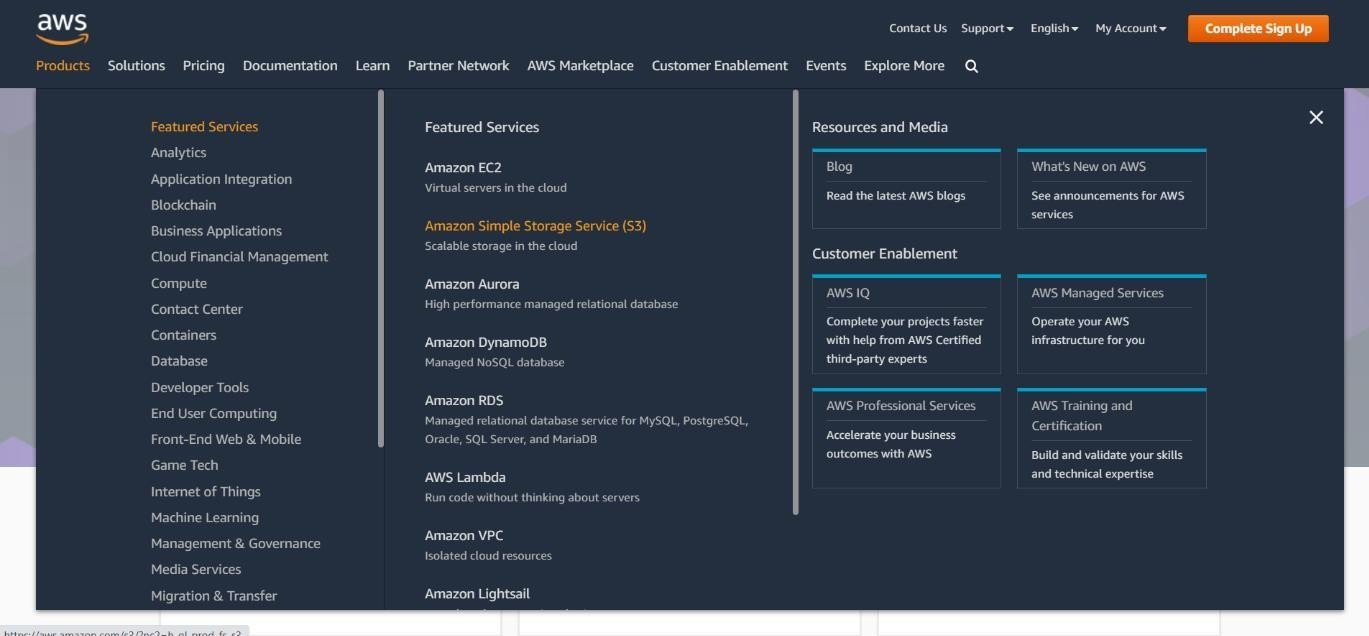 aws
Contact Us Support English My Account Complete Sign Up
Products Solutions Pricing Documentation Learn Partner Network AWS Marketplace Customer Enablement Events Explore More
Featured Services
Analytics
Application Integration
Blockchain
Business Applications
Cloud Financial Management
Compute
Contact Center
Containers
Database
Developer Tools
End User Computing
Front-End Web & Mobile
Game Tech
Internet of Things
Machine Learning
Management & Governance
Media Services
Migration & Transfer
Featured Services
Amazon EC2
Virtual servers in the cloud
Amazon Simple Storage Service (S3)
Scalable storage in the cloud
Amazon Aurora
High performance managed relational database
Amazon DynamoDB
Managed NoSQL database
Amazon RDS
Managed relational database service for MySQL, PostgreSQL,
Oracle, SQL Server, and MariaDB
AWS Lambda
Run code without thinking about servers
Amazon VPC
Isolated cloud resources
Amazon Lightsail
Resources and Media
Blog
Read the latest AWS blogs
What's New on AWS
See announcements for AWS
services
Customer Enablement
AWS IQ
Complete your projects faster
with help from AWS Certified
third-party experts
AWS Managed Services
Operate your AWS
infrastructure for you
AWS Professional Services
Accelerate your business
outcomes with AWS
AWS Training and
Certification
Build and validate your skills
and technical expertise